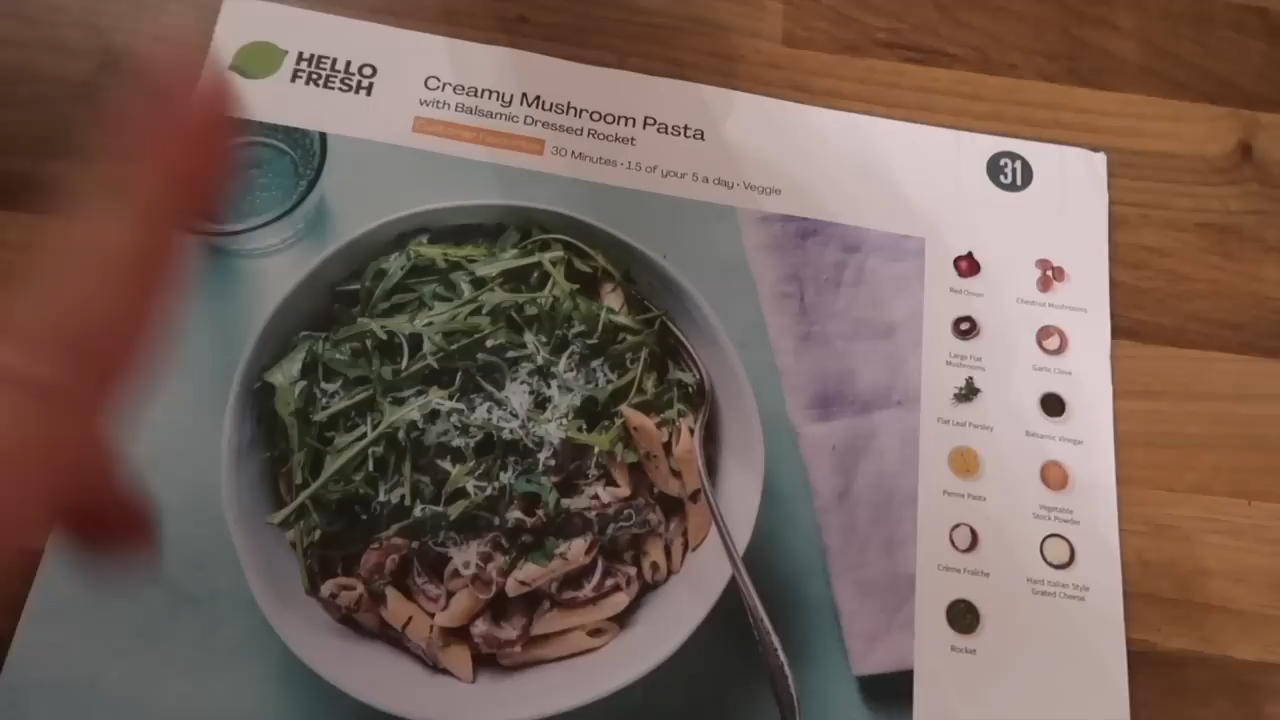 HELLO
FRESH
Creamy Mushroom Pasta
with Balsamic Dressed Rocket
Customer Favourites
30 Minutes • 1.5 of your 5 a day • Veggie
31
Red Onion
Chestnut Mushrooms
Large Flat
Mushrooms
Garlic Clove
Flat Leaf Parsley
Balsamic Vinegar
Penne Pasta
Vegetable
Stock Powder
Crème Fraîche
Hard Italian Style
Grated Cheese
Rocket